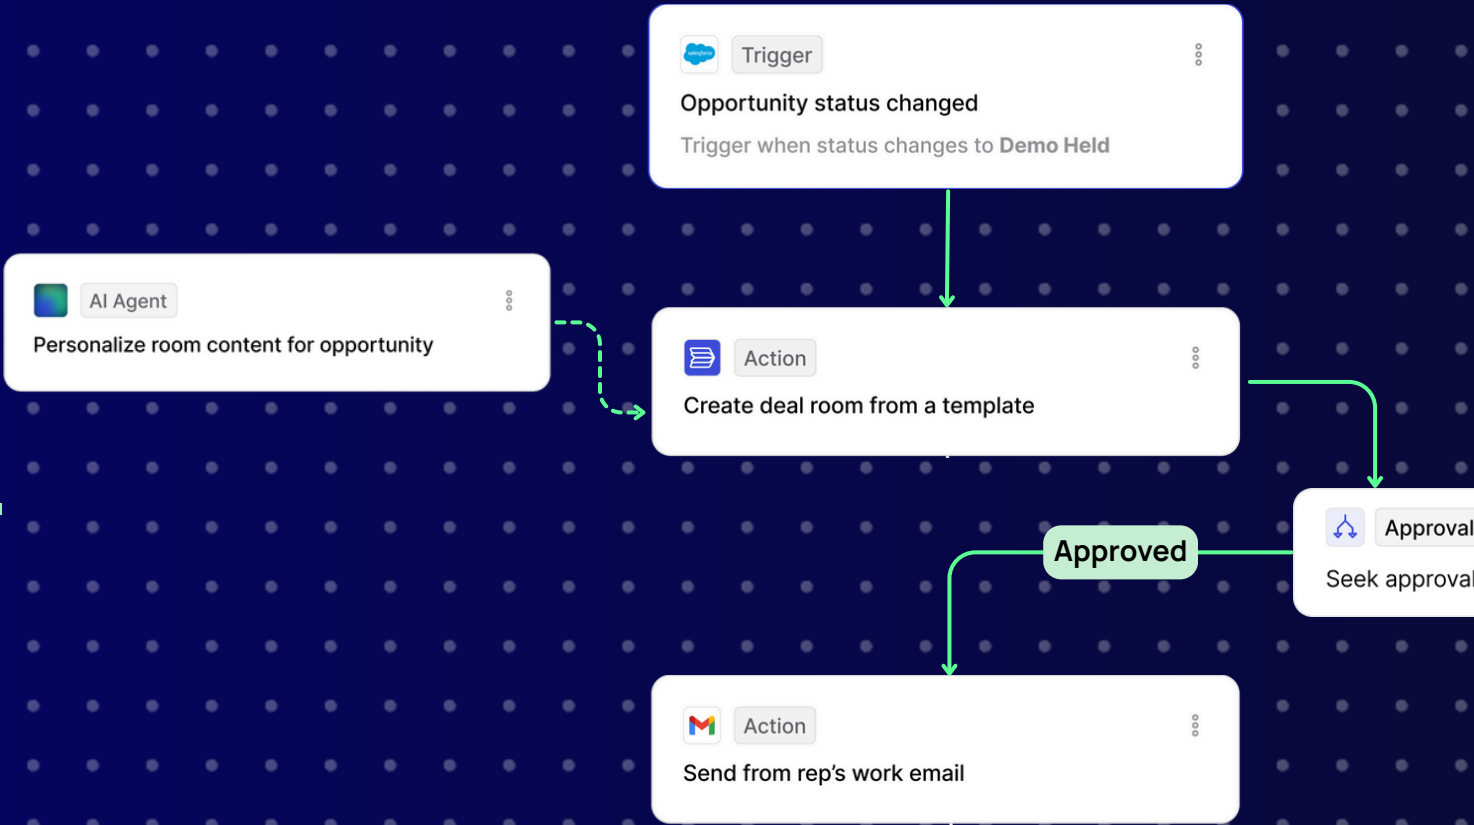 salesforce
Trigger
Opportunity status changed
Trigger when status changes to Demo Held
AI Agent
Personalize room content for opportunity
Action
Create deal room from a template
Approved
Approval
Seek approval
Action
Send from rep’s work email